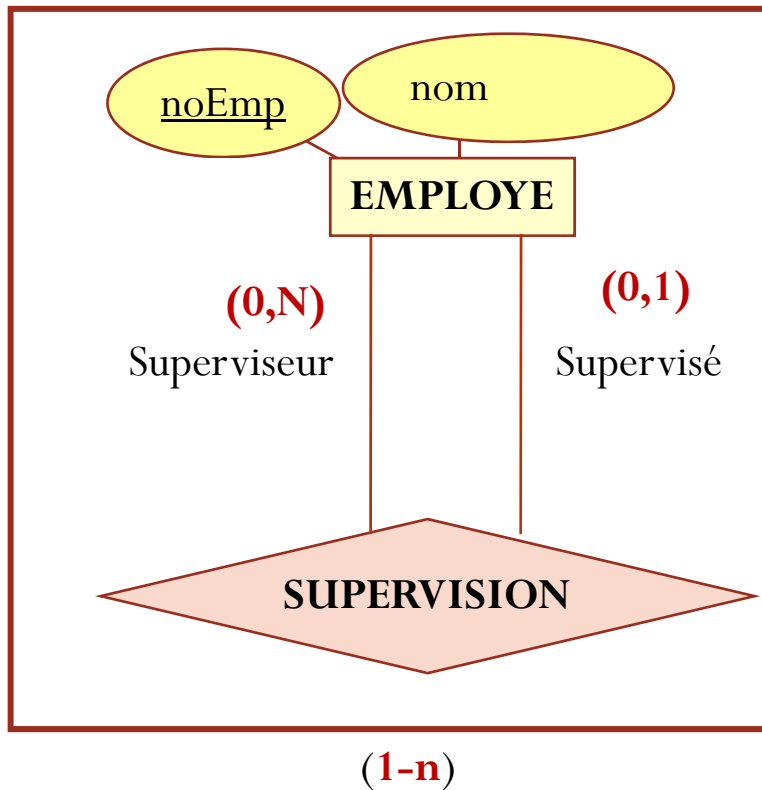 noEmp
nom
EMPLOYE
(0,N)
(0,1)
Superviseur
Supervisé
SUPERVISION
(1-n)